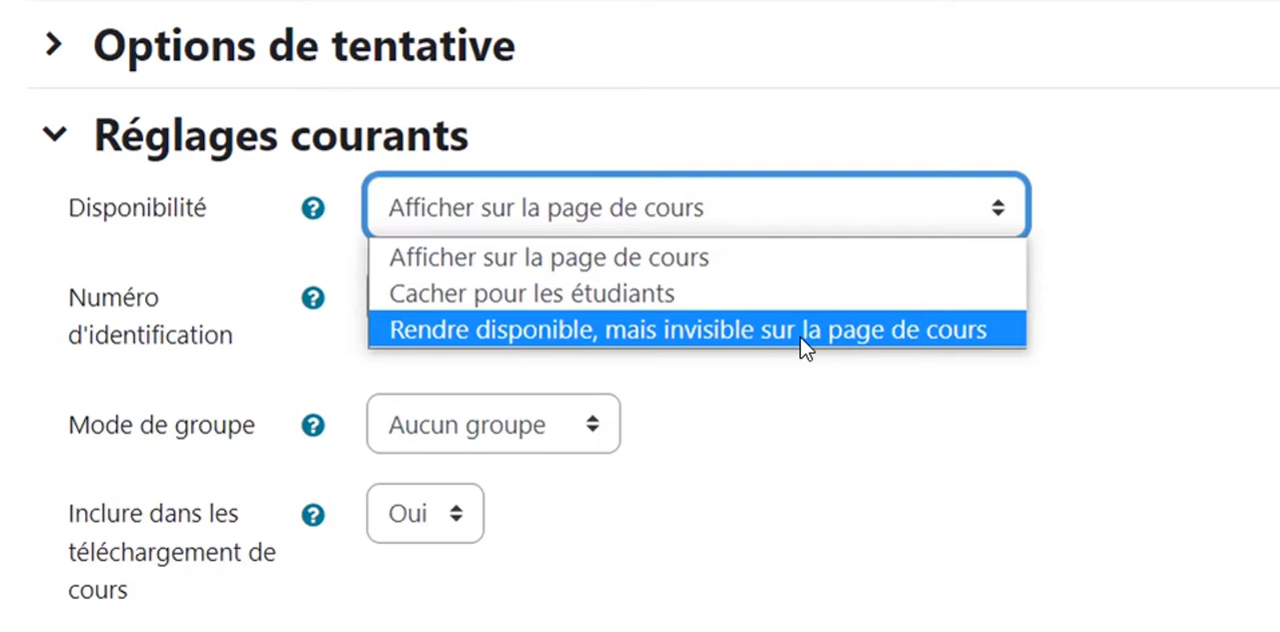 Options de tentative
Réglages courants
Disponibilité
Afficher sur la page de cours
Afficher sur la page de cours
Cacher pour les étudiants
Rendre disponible, mais invisible sur la page de cours
Numéro
d'identification
Mode de groupe
Aucun groupe
Inclure dans les
téléchargement de
cours
Oui